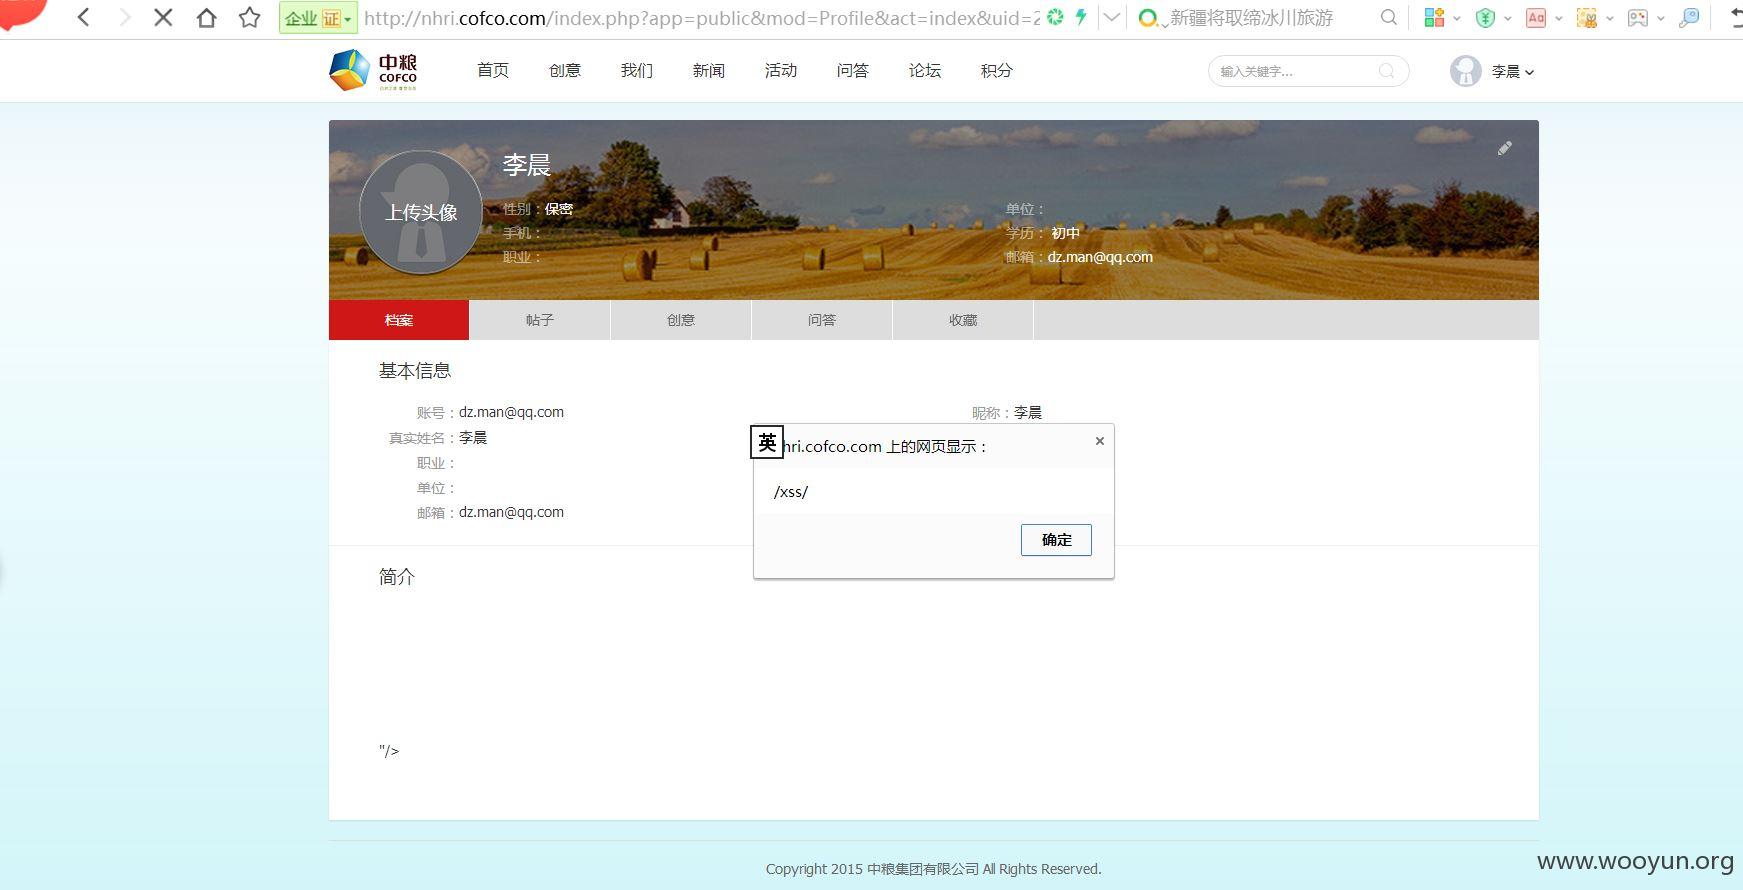 企业 证 http://nhri.cofco.com/index.php?app=public&mod=Profile&act=index&uid=2 新疆将取缔冰川旅游 Aa
中粮
COFCO
首页 创意 我们 新闻 活动 问答 论坛 积分 输入关键字... 李晨
李晨
上传头像
性别：保密 单位：
手机： 学历： 初中
职业： 邮箱：dz.man@qq.com
档案 帖子 创意 问答 收藏
基本信息
账号：dz.man@qq.com 昵称：李晨
真实姓名：李晨
职业：
单位：
邮箱：dz.man@qq.com
英 hri.cofco.com 上的网页显示： ×
/xss/
确定
简介
"/>
Copyright 2015 中粮集团有限公司 All Rights Reserved.
www.wooyun.org